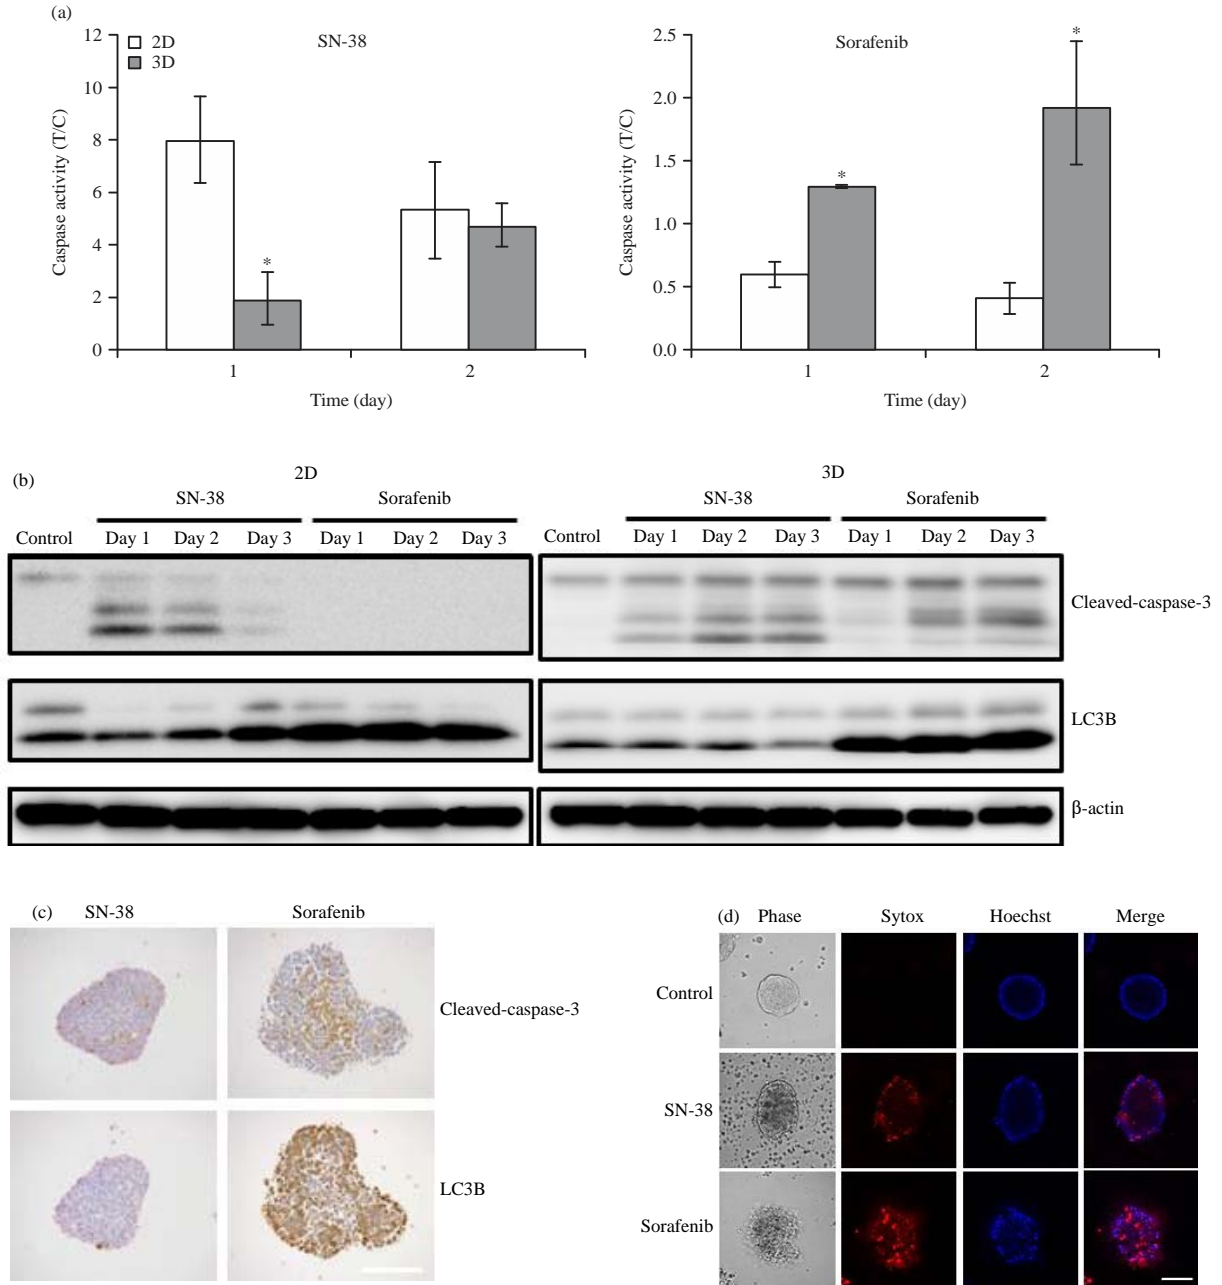 (a)
SN-38
2D
3D
Caspase activity (T/C)
12
10
8
6
4
2
0
*
1
2
Time (day)
Sorafenib
Caspase activity (T/C)
2.5
2.0
1.5
1.0
0.5
0.0
*
*
1
2
Time (day)
(b)
2D
3D
SN-38 Sorafenib SN-38 Sorafenib
Control Day 1 Day 2 Day 3 Day 1 Day 2 Day 3 Control Day 1 Day 2 Day 3 Day 1 Day 2 Day 3
Cleaved-caspase-3
LC3B
β-actin
(c) SN-38 Sorafenib
Cleaved-caspase-3
LC3B
(d) Phase Sytox Hoechst Merge
Control
SN-38
Sorafenib